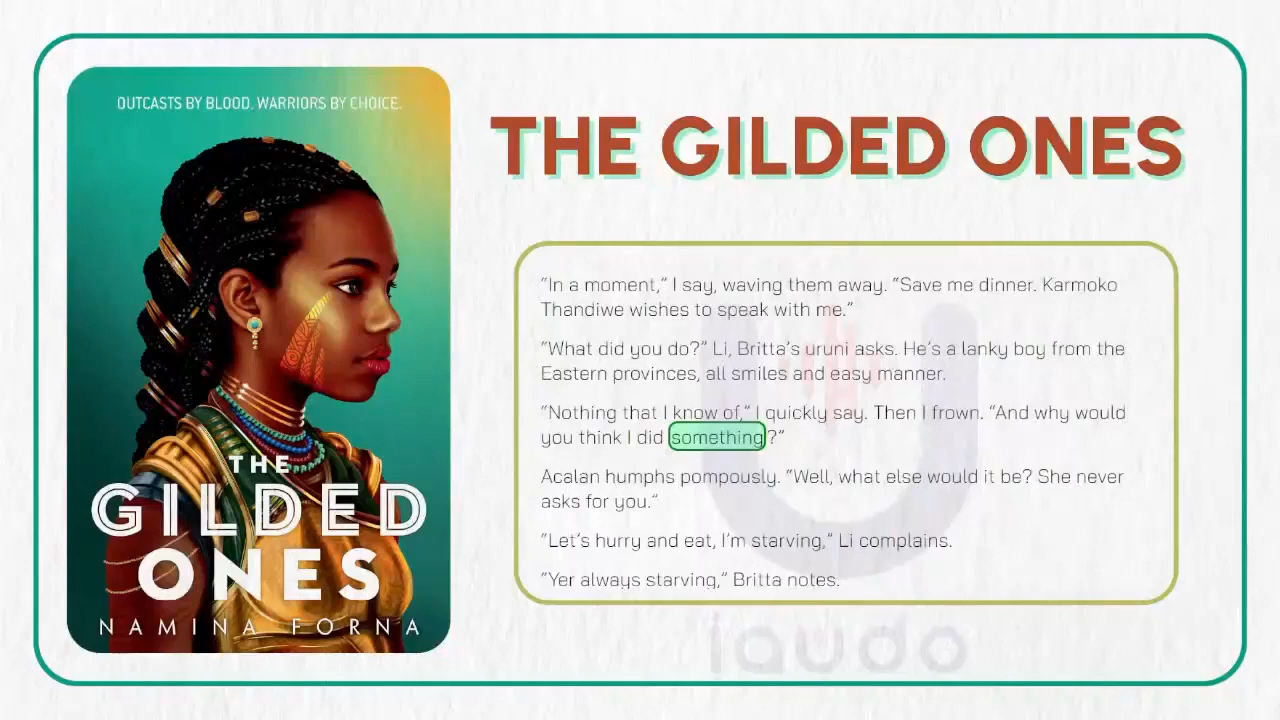 OUTCASTS BY BLOOD. WARRIORS BY CHOICE.
THE
GILDED
ONES
NAMINA FORNA
THE GILDED ONES
“In a moment,” I say, waving them away. “Save me dinner. Karmoko
Thandiwe wishes to speak with me.”
“What did you do?” Li, Britta’s uruni asks. He’s a lanky boy from the
Eastern provinces, all smiles and easy manner.
“Nothing that I know of,” I quickly say. Then I frown. “And why would
you think I did something?”
Acalan humphs pompously. “Well, what else would it be? She never
asks for you.”
“Let’s hurry and eat, I’m starving,” Li complains.
“Yer always starving,” Britta notes.
iaudo